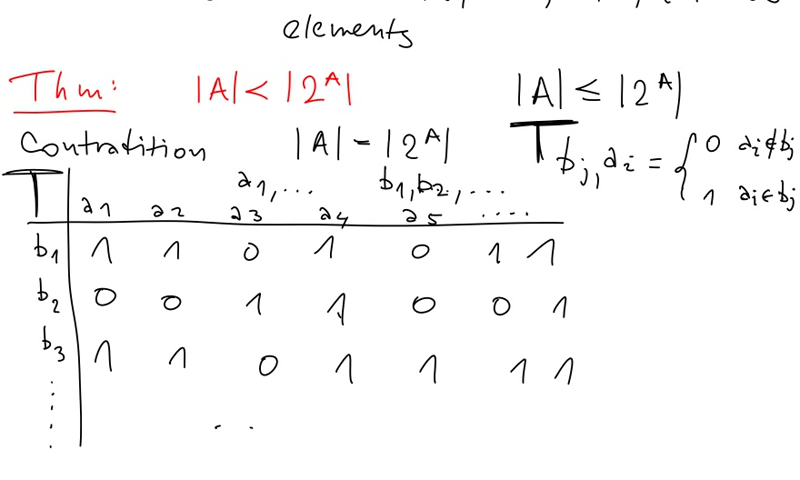 elements
Thm: |A| < |2^A| |A| ≤ |2^A|
Contradition |A| - |2^A| T bj, ai = { 0 ai∉bj
1 ai∈bj
a1, ... b1, b2, ...
T a1 a2 a3 a4 a5 ....
b1 1 1 0 1 0 1 1
b2 0 0 1 1 0 0 1
b3 1 1 0 1 1 1 1